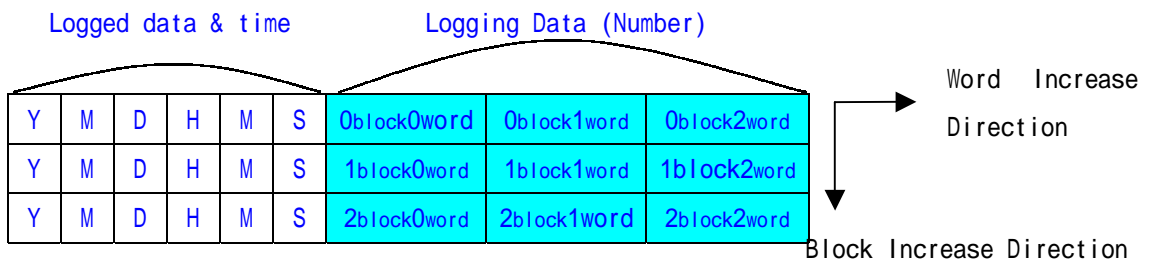 Logged data & time
Logging Data (Number)
Y M D H M S 0block0word 0block1word 0block2word
Y M D H M S 1block0word 1block1word 1block2word
Y M D H M S 2block0word 2block1word 2block2word
Word Increase
Direction
Block Increase Direction